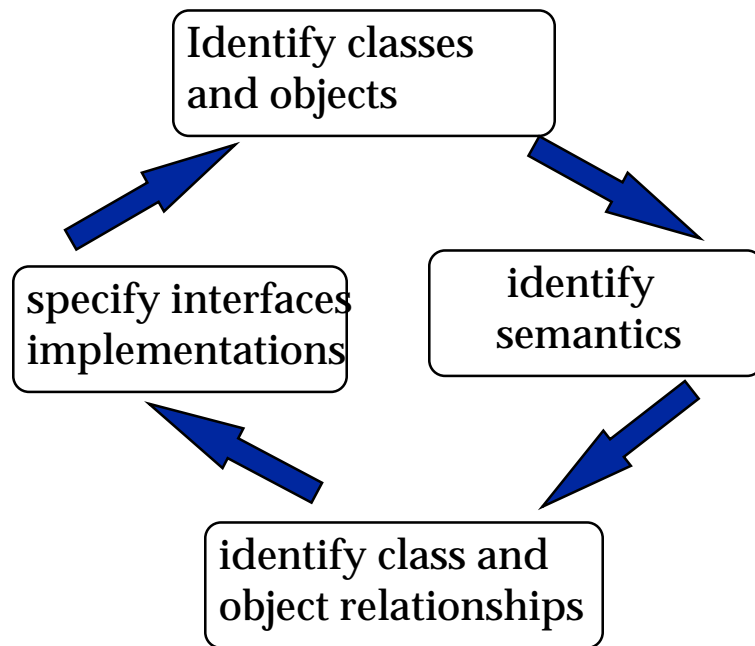 Identify classes
and objects
identify
semantics
identify class and
object relationships
specify interfaces
implementations